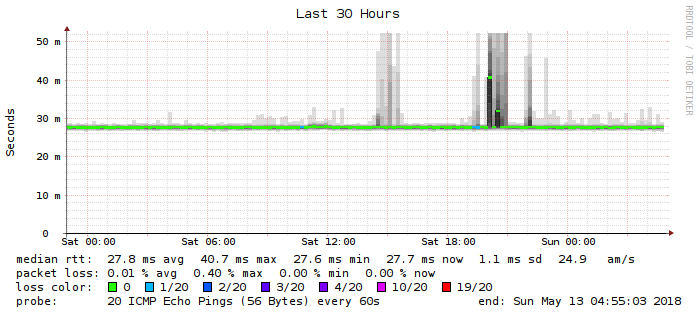 Last 30 Hours
RRDTOOL / TOBI OETIKER
Seconds
50 m
40 m
30 m
20 m
10 m
0
Sat 00:00 Sat 06:00 Sat 12:00 Sat 18:00 Sun 00:00
median rtt: 27.8 ms avg 40.7 ms max 27.6 ms min 27.7 ms now 1.1 ms sd 24.9 am/s
packet loss: 0.01 % avg 0.40 % max 0.00 % min 0.00 % now
loss color: 0 1/20 2/20 3/20 4/20 10/20 19/20
probe: 20 ICMP Echo Pings (56 Bytes) every 60s end: Sun May 13 04:55:03 2018